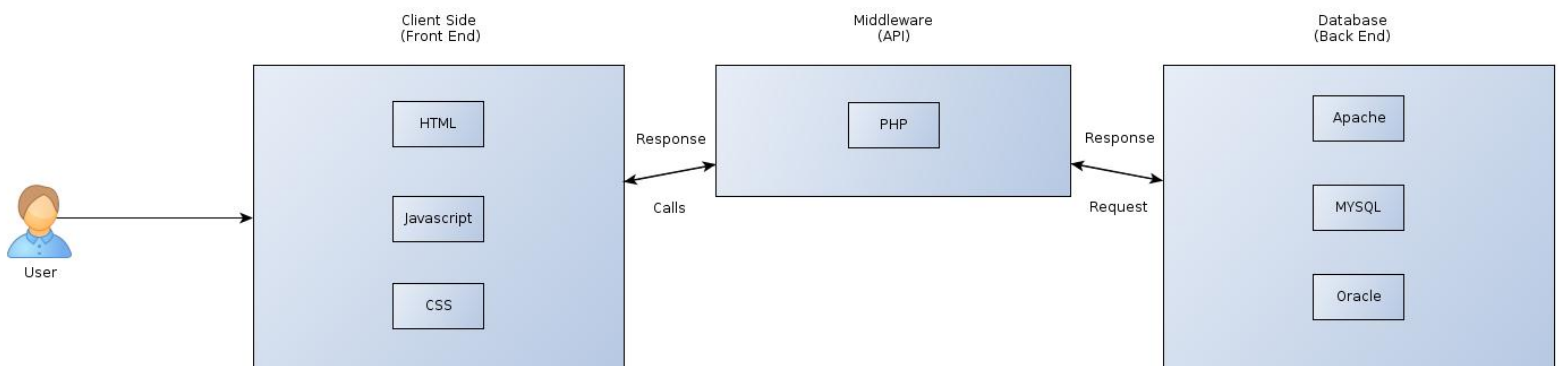 Client Side
(Front End)
Middleware
(API)
Database
(Back End)
HTML
Javascript
CSS
User
Response
Calls
PHP
Response
Request
Apache
MYSQL
Oracle